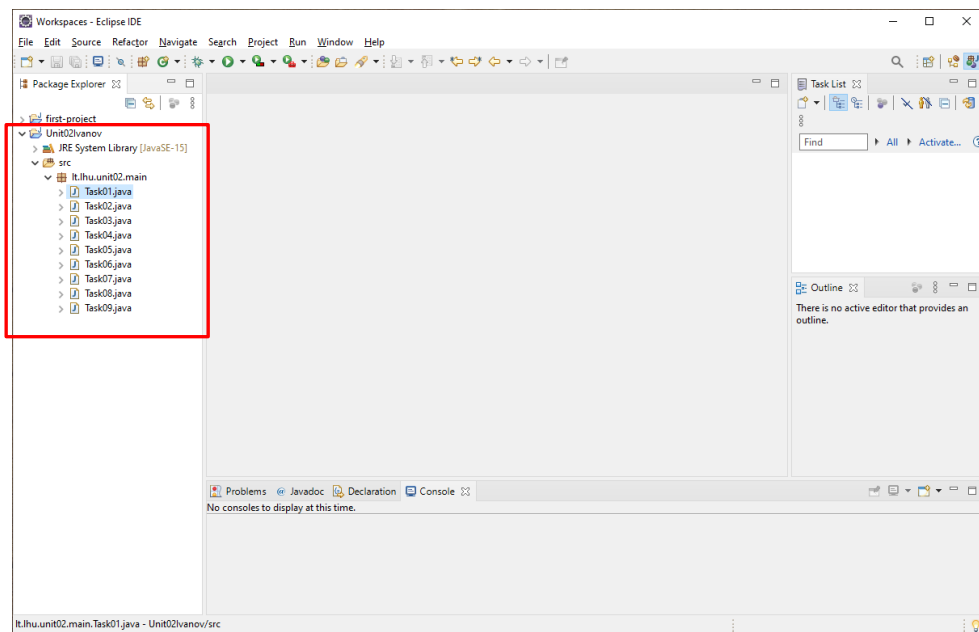 Workspaces - Eclipse IDE
File Edit Source Refactor Navigate Search Project Run Window Help
Package Explorer
Task List
first-project
Unit02Ivanov
JRE System Library [JavaSE-15]
Find All Activate...
src
lt.lhu.unit02.main
Task01.java
Task02.java
Task03.java
Task04.java
Task05.java
Task06.java
Task07.java
Task08.java
Task09.java
Outline
There is no active editor that provides an
outline.
Problems Javadoc Declaration Console
No consoles to display at this time.
lt.lhu.unit02.main.Task01.java - Unit02Ivanov/src